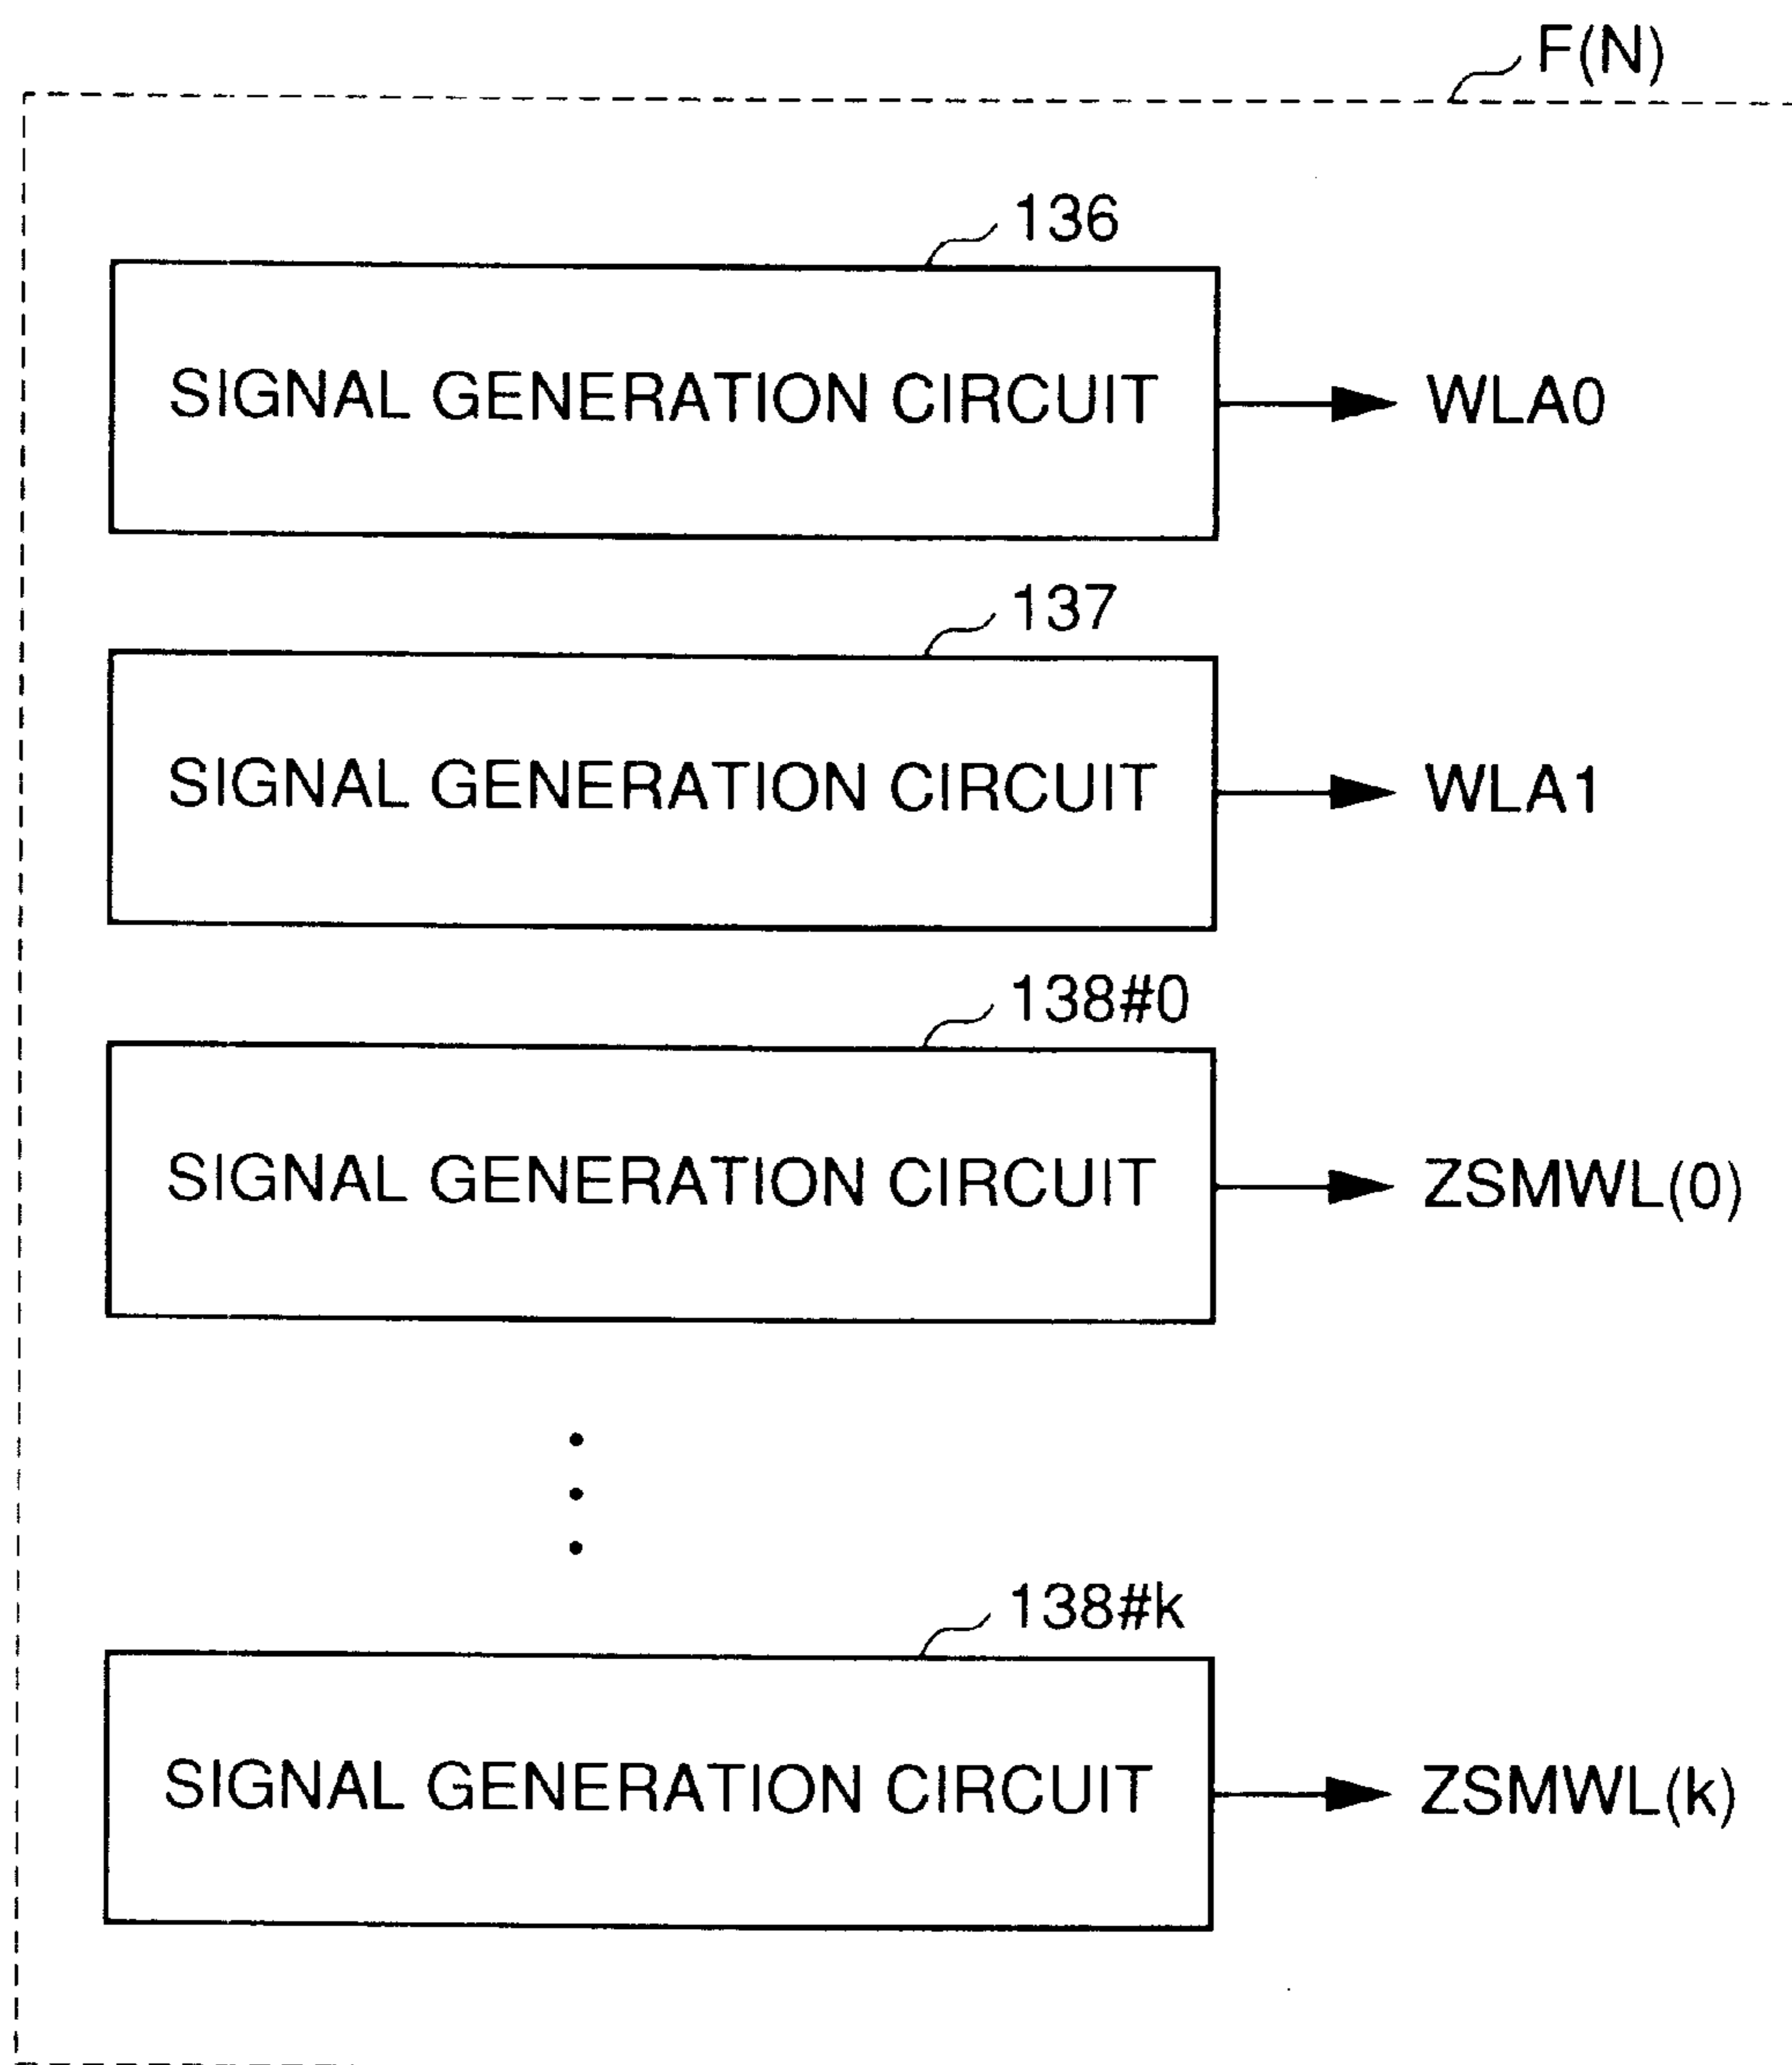 F(N)
136
SIGNAL GENERATION CIRCUIT
WLA0
137
SIGNAL GENERATION CIRCUIT
WLA1
138#0
SIGNAL GENERATION CIRCUIT
ZSMWL(0)
138#k
SIGNAL GENERATION CIRCUIT
ZSMWL(k)